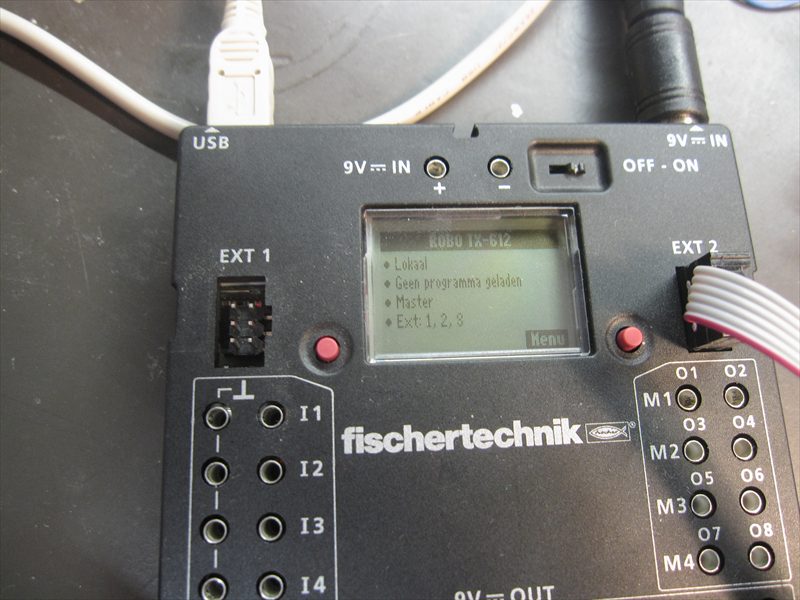 USB
9V IN
+
-
OFF - ON
9V IN
EXT 1
ROBO TX-612
• Lokaal
• Geen programma geladen
• Master
• Ext: 1, 2, 3
Menu
EXT 2
I1
I2
I3
I4
fischertechnik
O1 O2
M1
O3 O4
M2
O5 O6
M3
O7 O8
M4
9V OUT